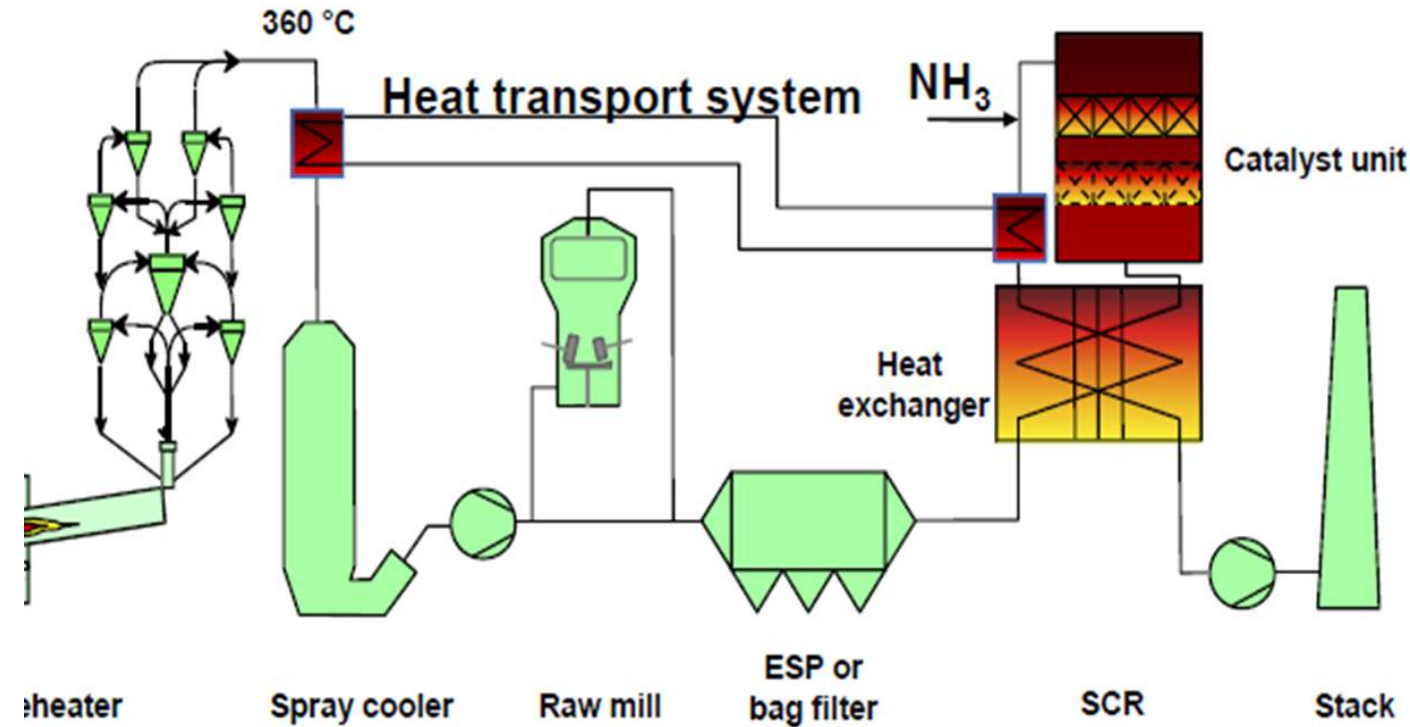 360 °C
Heat transport system
NH₃
Catalyst unit
Heat
exchanger
eheater
Spray cooler
Raw mill
ESP or
bag filter
SCR
Stack